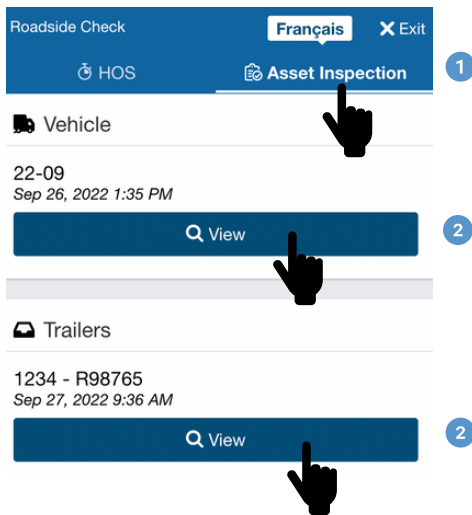 Roadside Check
Français
Exit
HOS
Asset Inspection
1
Vehicle
22-09
Sep 26, 2022 1:35 PM
View
2
Trailers
1234 - R98765
Sep 27, 2022 9:36 AM
View
2